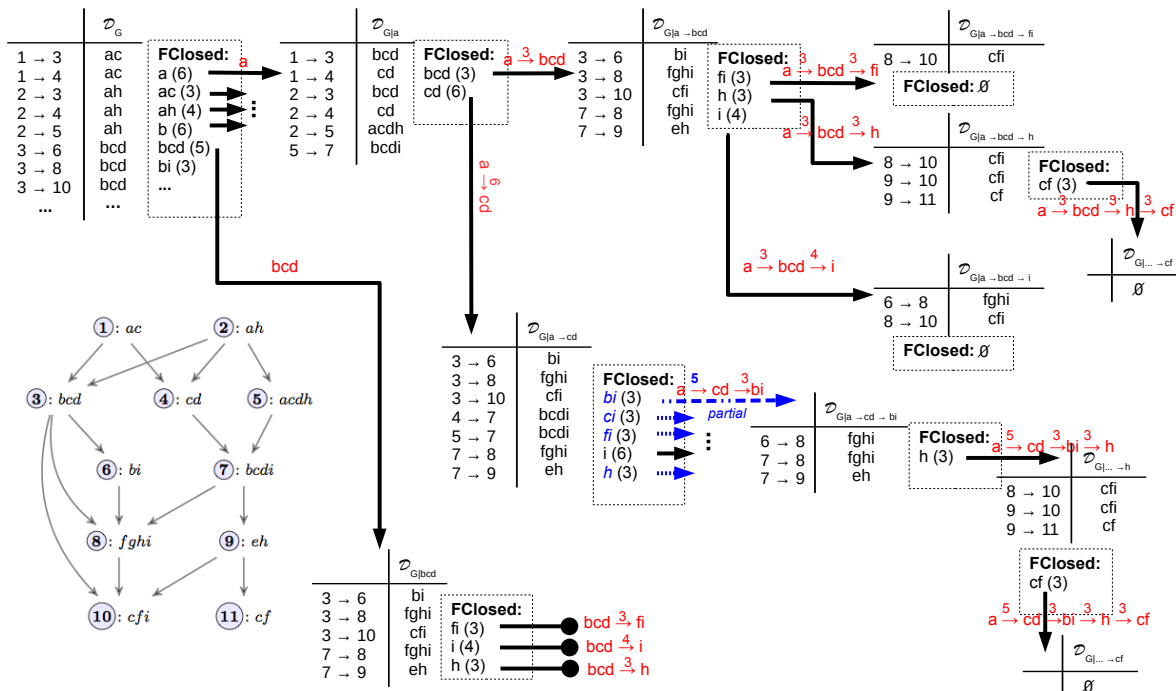 𝒟 G
1 → 3 ac
1 → 4 ac
2 → 3 ah
2 → 4 ah
2 → 5 ah
3 → 6 bcd
3 → 8 bcd
3 → 10 bcd
... ...
FClosed:
a (6)
ac (3)
ah (4)
b (6)
bcd (5)
bi (3)
...
a
⋮
bcd
𝒟 G|a
1 → 3 bcd
1 → 4 cd
2 → 3 bcd
2 → 4 cd
2 → 5 acdh
5 → 7 bcdi
FClosed:
bcd (3)
cd (6)
3
a → bcd
6
a → cd
𝒟 G|a → bcd
3 → 6 bi
3 → 8 fghi
3 → 10 cfi
7 → 8 fghi
7 → 9 eh
FClosed:
fi (3)
h (3)
i (4)
3 3
a → bcd → fi
3 3
a → bcd → h
3 4
a → bcd → i
𝒟 G|a → bcd → fi
8 → 10 cfi
FClosed: ∅
𝒟 G|a → bcd → h
8 → 10 cfi
9 → 10 cfi
9 → 11 cf
FClosed:
cf (3)
3 3 3
a → bcd → h → cf
𝒟 G|... → cf
∅
𝒟 G|a → bcd → i
6 → 8 fghi
8 → 10 cfi
FClosed: ∅
1 : ac
2 : ah
3 : bcd
4 : cd
5 : acdh
6 : bi
7 : bcdi
8 : fghi
9 : eh
10 : cfi
11 : cf
𝒟 G|a → cd
3 → 6 bi
3 → 8 fghi
3 → 10 cfi
4 → 7 bcdi
5 → 7 bcdi
7 → 8 fghi
7 → 9 eh
FClosed:
bi (3)
ci (3)
fi (3)
i (6)
h (3)
5 3
a → cd → bi
partial
⋮
𝒟 G|a → cd → bi
6 → 8 fghi
7 → 8 fghi
7 → 9 eh
FClosed:
h (3)
5 3 3
a → cd → bi → h
𝒟 G|... → h
8 → 10 cfi
9 → 10 cfi
9 → 11 cf
FClosed:
cf (3)
5 3 3 3
a → cd → bi → h → cf
𝒟 G|... → cf
∅
𝒟 G|bcd
3 → 6 bi
3 → 8 fghi
3 → 10 cfi
7 → 8 fghi
7 → 9 eh
FClosed:
fi (3)
i (4)
h (3)
3
bcd → fi
4
bcd → i
3
bcd → h